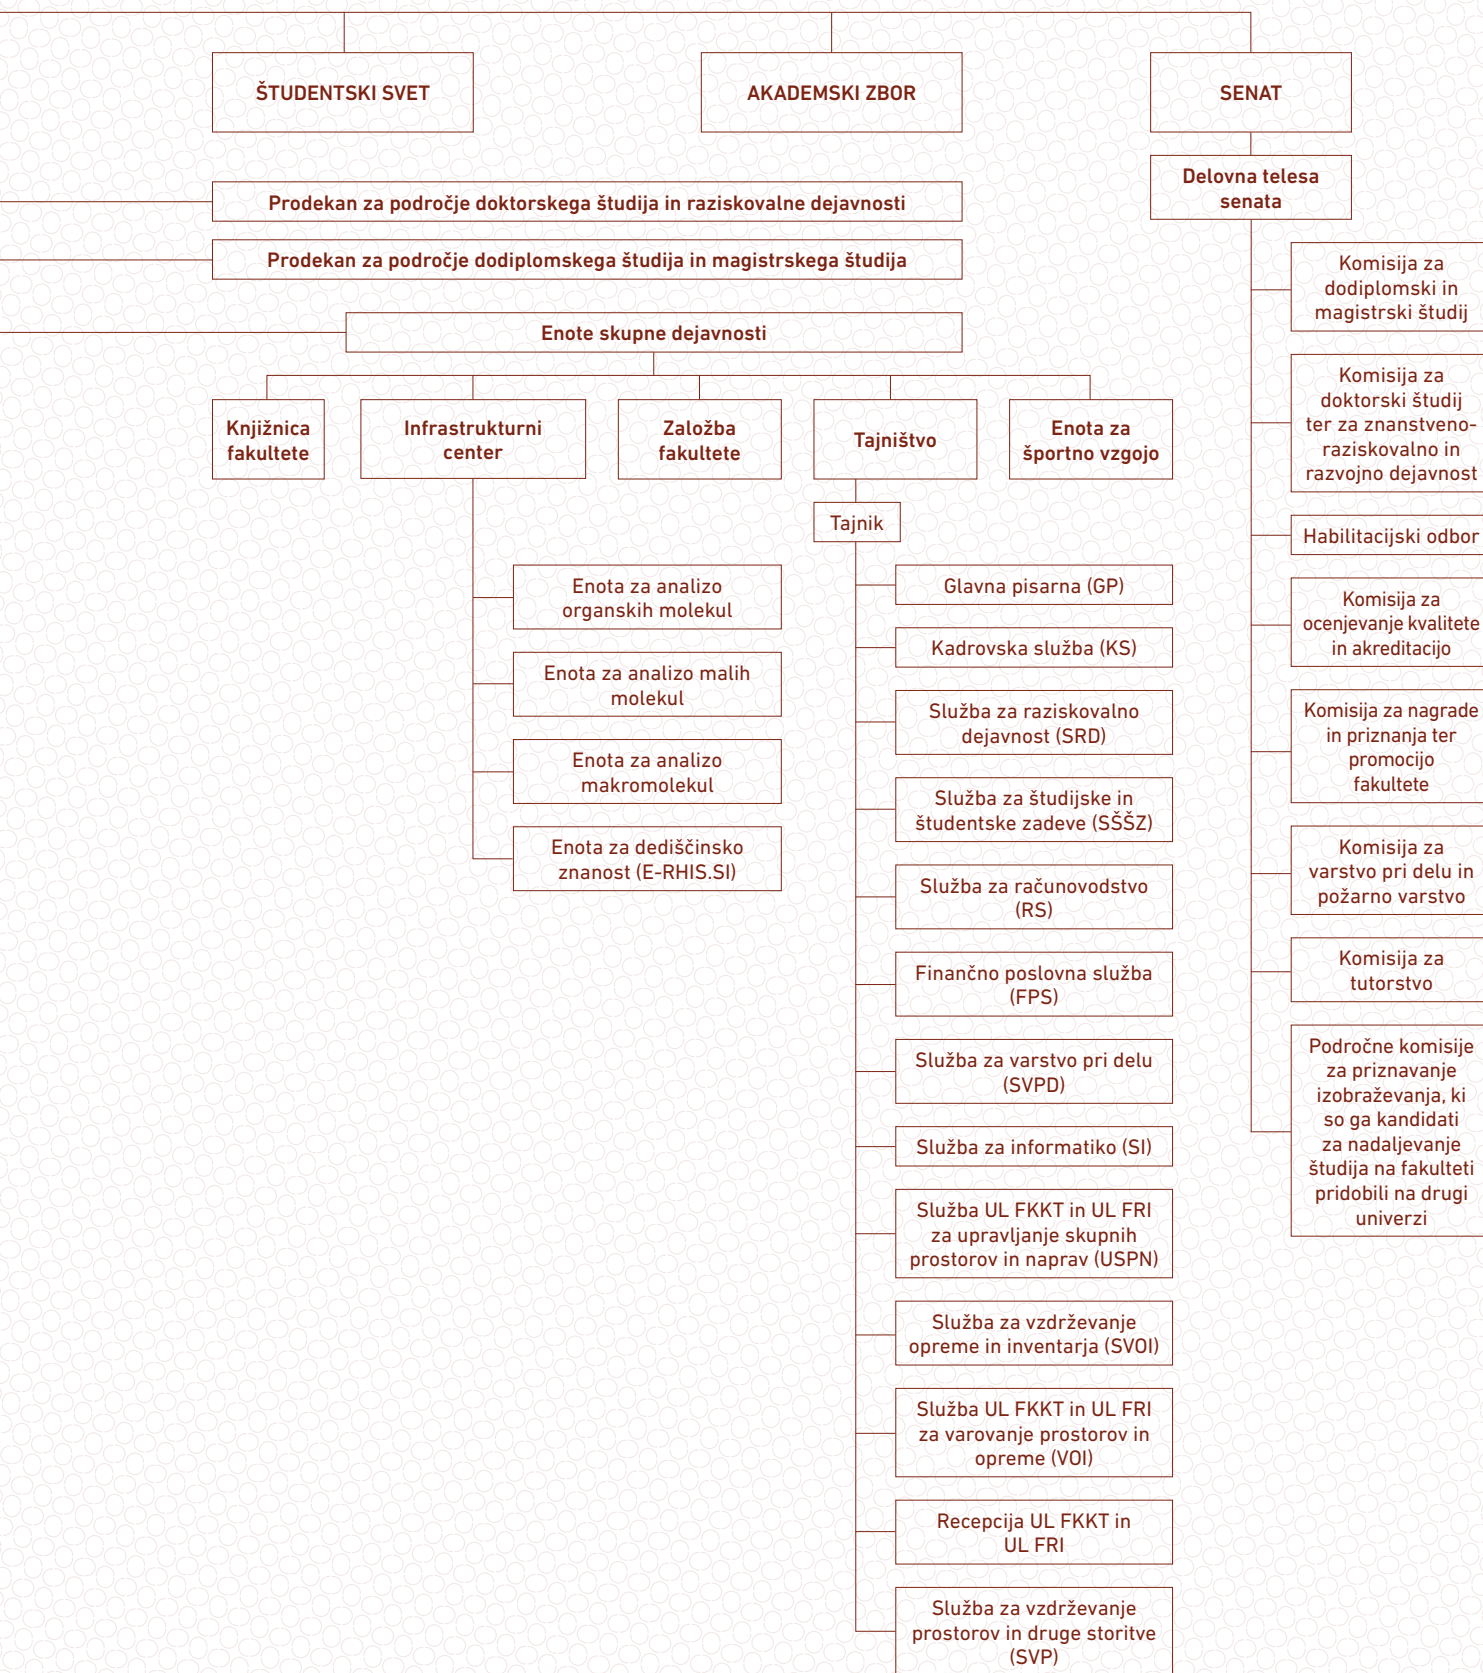 ŠTUDENTSKI SVET
AKADEMSKI ZBOR
SENAT
Delovna telesa
senata
Prodekan za področje doktorskega študija in raziskovalne dejavnosti
Prodekan za področje dodiplomskega študija in magistrskega študija
Enote skupne dejavnosti
Knjižnica
fakultete
Infrastrukturni
center
Založba
fakultete
Tajništvo
Enota za
športno vzgojo
Enota za analizo
organskih molekul
Enota za analizo malih
molekul
Enota za analizo
makromolekul
Enota za dediščinsko
znanost (E-RHIS.SI)
Tajnik
Glavna pisarna (GP)
Kadrovska služba (KS)
Služba za raziskovalno
dejavnost (SRD)
Služba za študijske in
študentske zadeve (SŠŠZ)
Služba za računovodstvo
(RS)
Finančno poslovna služba
(FPS)
Služba za varstvo pri delu
(SVPD)
Služba za informatiko (SI)
Služba UL FKKT in UL FRI
za upravljanje skupnih
prostorov in naprav (USPN)
Služba za vzdrževanje
opreme in inventarja (SVOI)
Služba UL FKKT in UL FRI
za varovanje prostorov in
opreme (VOI)
Recepcija UL FKKT in
UL FRI
Služba za vzdrževanje
prostorov in druge storitve
(SVP)
Komisija za
dodiplomski in
magistrski študij
Komisija za
doktorski študij
ter za znanstveno-
raziskovalno in
razvojno dejavnost
Habilitacijski odbor
Komisija za
ocenjevanje kvalitete
in akreditacijo
Komisija za nagrade
in priznanja ter
promocijo
fakultete
Komisija za
varstvo pri delu in
požarno varstvo
Komisija za
tutorstvo
Področne komisije
za priznavanje
izobraževanja, ki
so ga kandidati
za nadaljevanje
študija na fakulteti
pridobili na drugi
univerzi